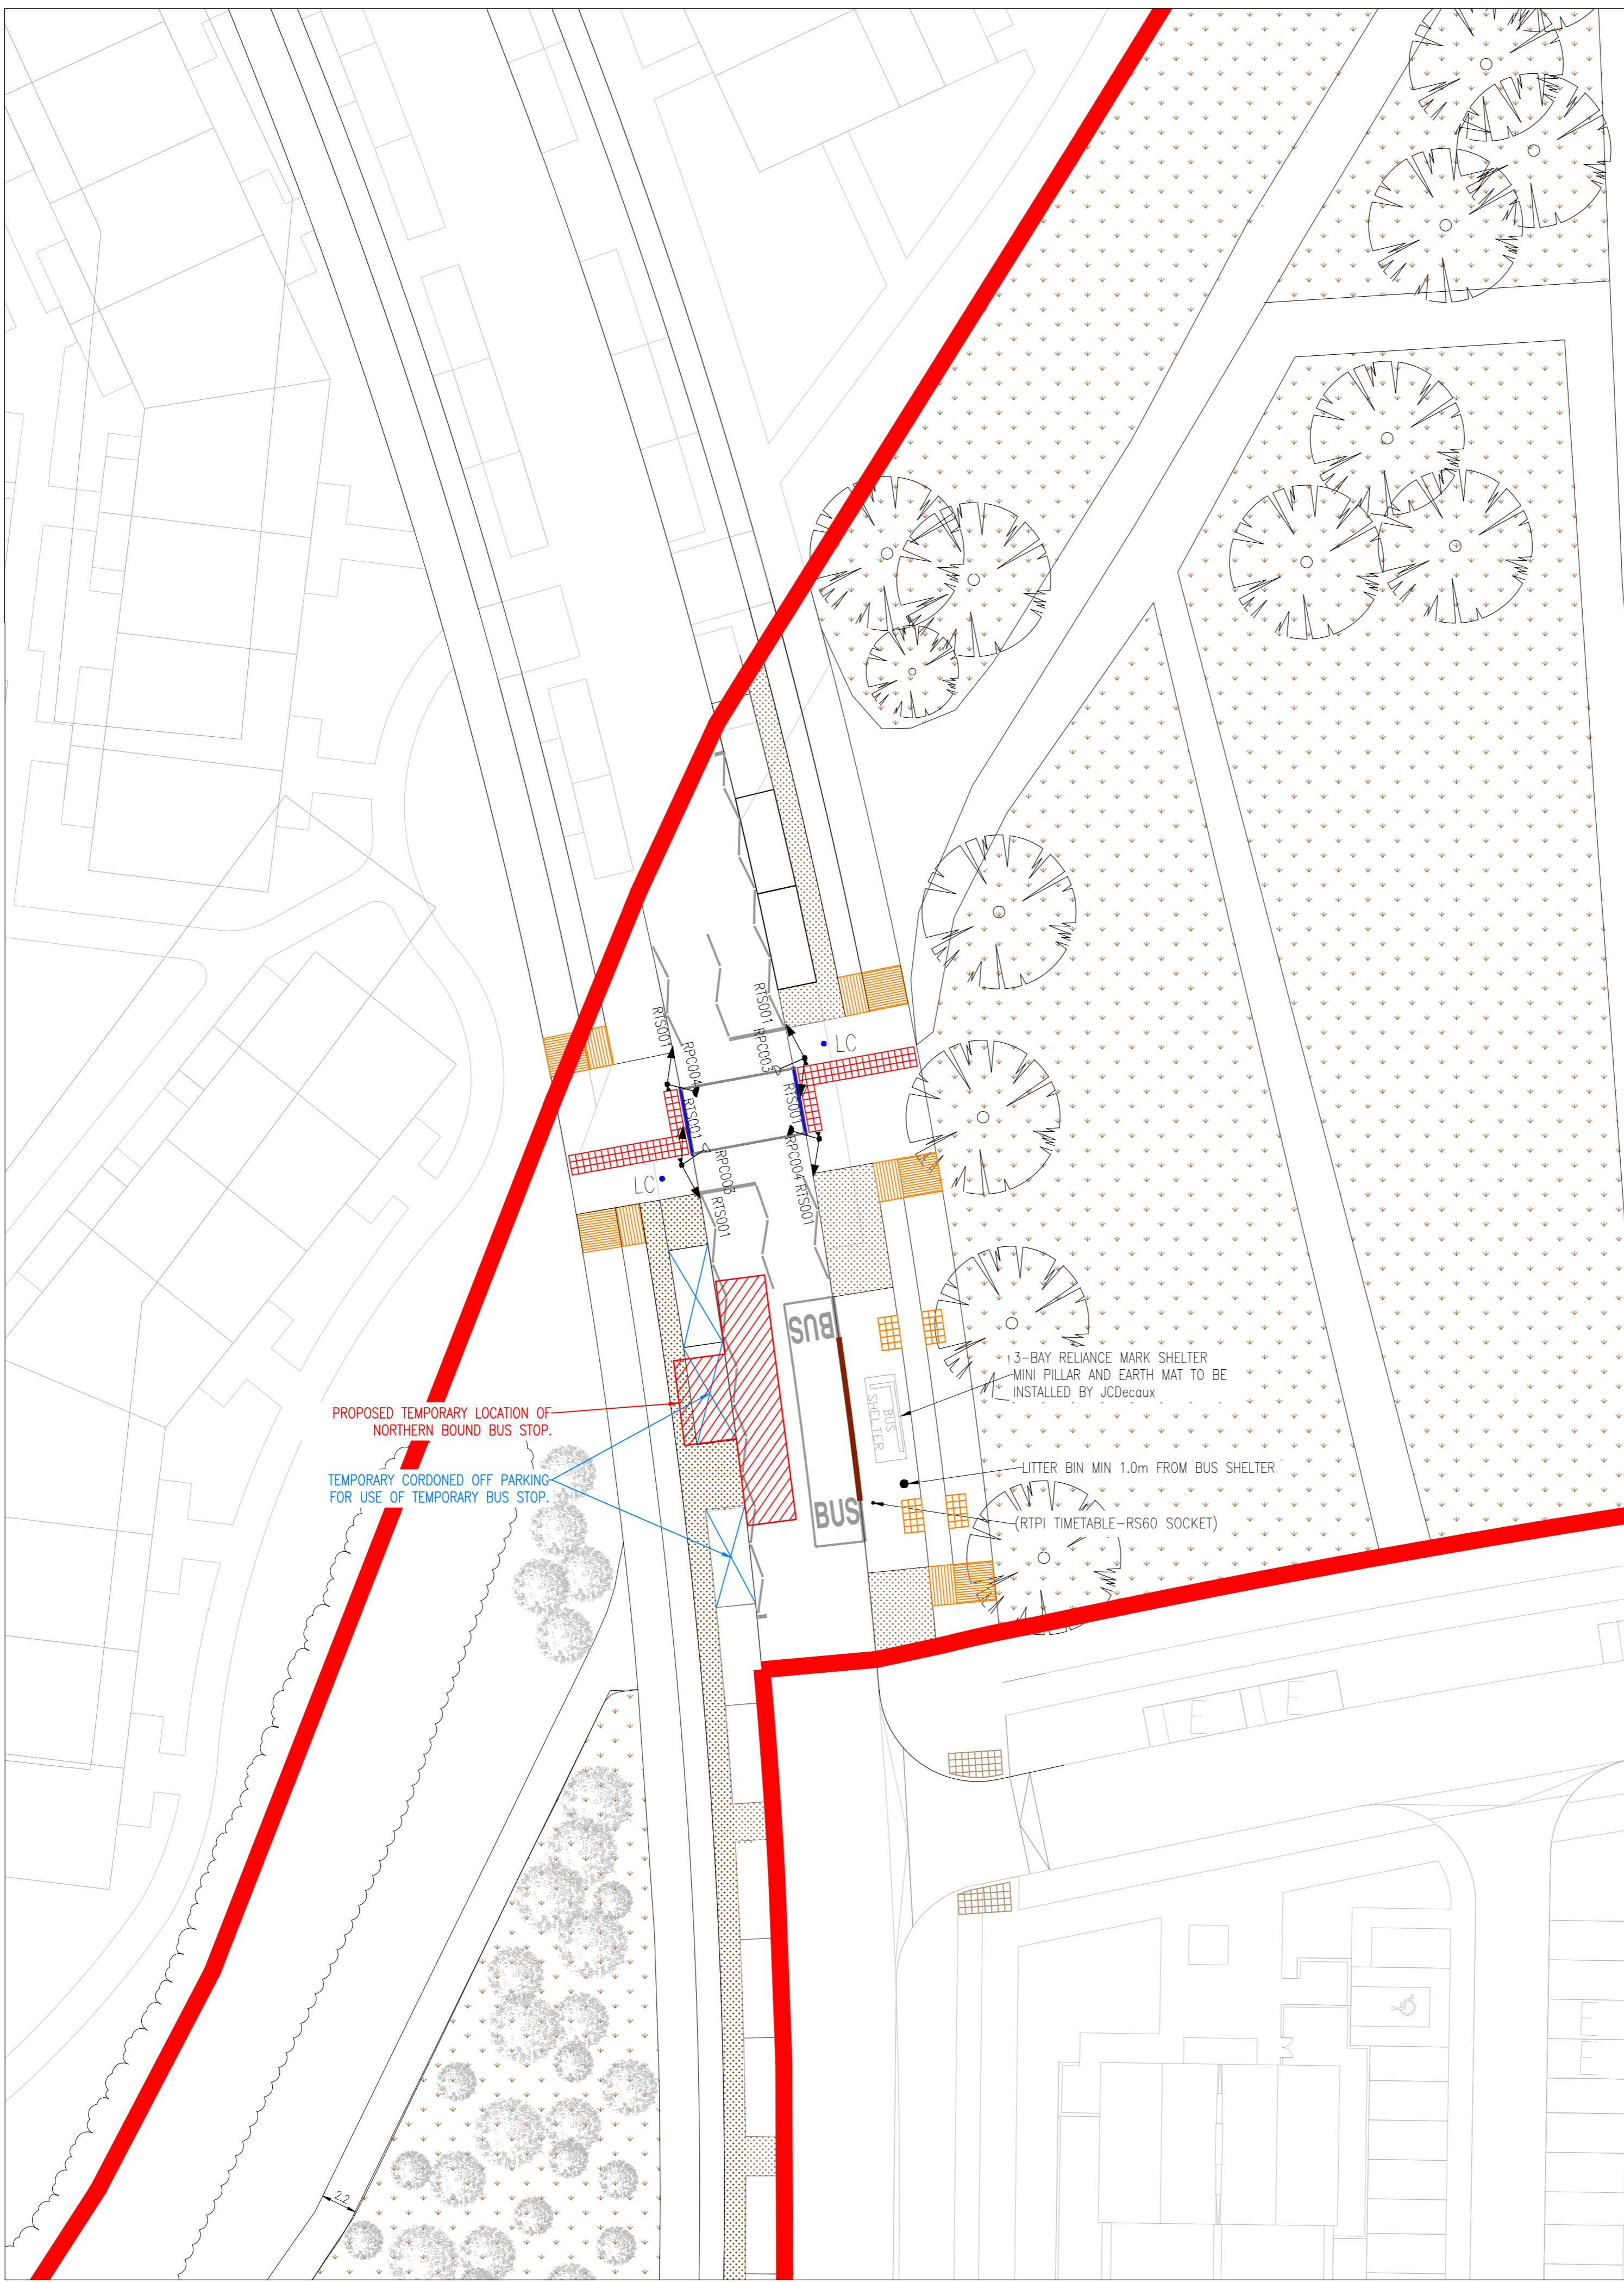 RTS001
LC
RTS001
RPC003
RPC004
RTS001
RTS001
RPC003
RPC004
RTS001
LC
RTS001
BUS
3-BAY RELIANCE MARK SHELTER
MINI PILLAR AND EARTH MAT TO BE
INSTALLED BY JCDecaux
BUS
SHELTER
PROPOSED TEMPORARY LOCATION OF
NORTHERN BOUND BUS STOP.
LITTER BIN MIN 1.0m FROM BUS SHELTER
TEMPORARY CORDONED OFF PARKING
FOR USE OF TEMPORARY BUS STOP.
BUS
(RTPI TIMETABLE-RS60 SOCKET)
E
E
E
E
2.2